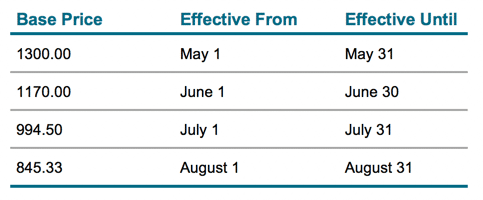 Base Price Effective From Effective Until
1300.00 May 1 May 31
1170.00 June 1 June 30
994.50 July 1 July 31
845.33 August 1 August 31